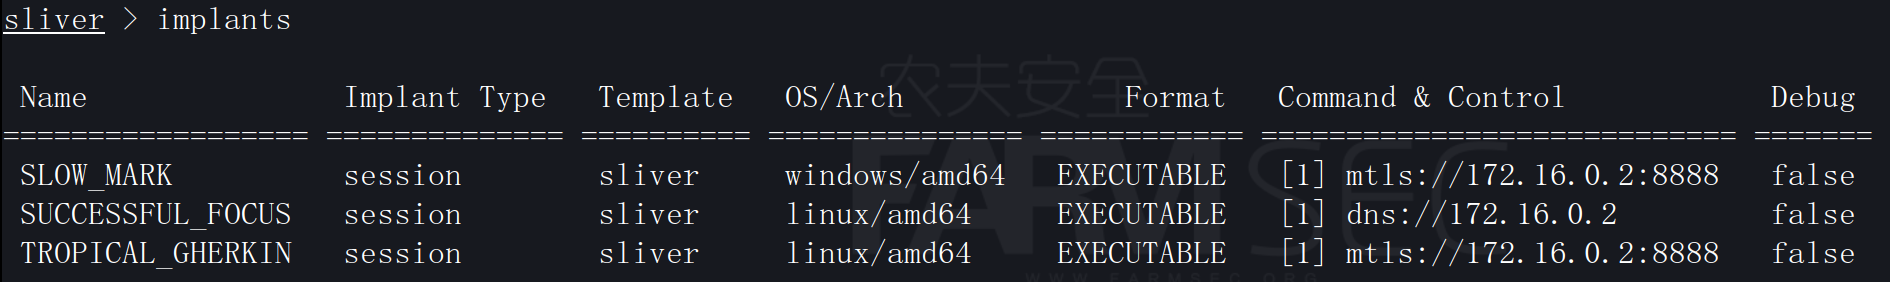 sliver > implants
Name Implant Type Template OS/Arch Format Command & Control Debug
================== ============== ========== =============== ============ ============================ =======
SLOW_MARK session sliver windows/amd64 EXECUTABLE [1] mtls://172.16.0.2:8888 false
SUCCESSFUL_FOCUS session sliver linux/amd64 EXECUTABLE [1] dns://172.16.0.2 false
TROPICAL_GHERKIN session sliver linux/amd64 EXECUTABLE [1] mtls://172.16.0.2:8888 false
农夫安全
FARMSEC
WWW.FARMSEC.ORG